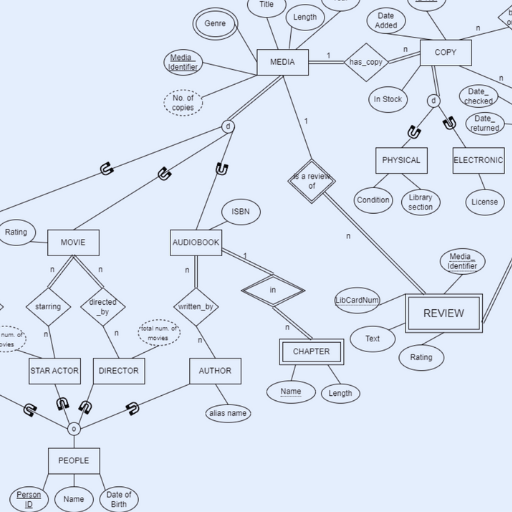 Title
Genre
Length
Date
Added
n
Media_
Identifier
MEDIA
1
has_copy
n
COPY
n
No. of
copies
In Stock
Date_
checked
d
d
Date_
returned
1
PHYSICAL
ELECTRONIC
is a review
of
Condition
Library
section
License
ISBN
Rating
n
MOVIE
AUDIOBOOK
1
Media_
Identifier
n
n
n
in
LibCardNum
starring
directed
_by
written_by
REVIEW
num. of
n
n
total num. of
movies
n
n
Text
CHAPTER
Rating
STAR ACTOR
DIRECTOR
AUTHOR
Name
Length
alias name
o
PEOPLE
Person
ID
Name
Date of
Birth